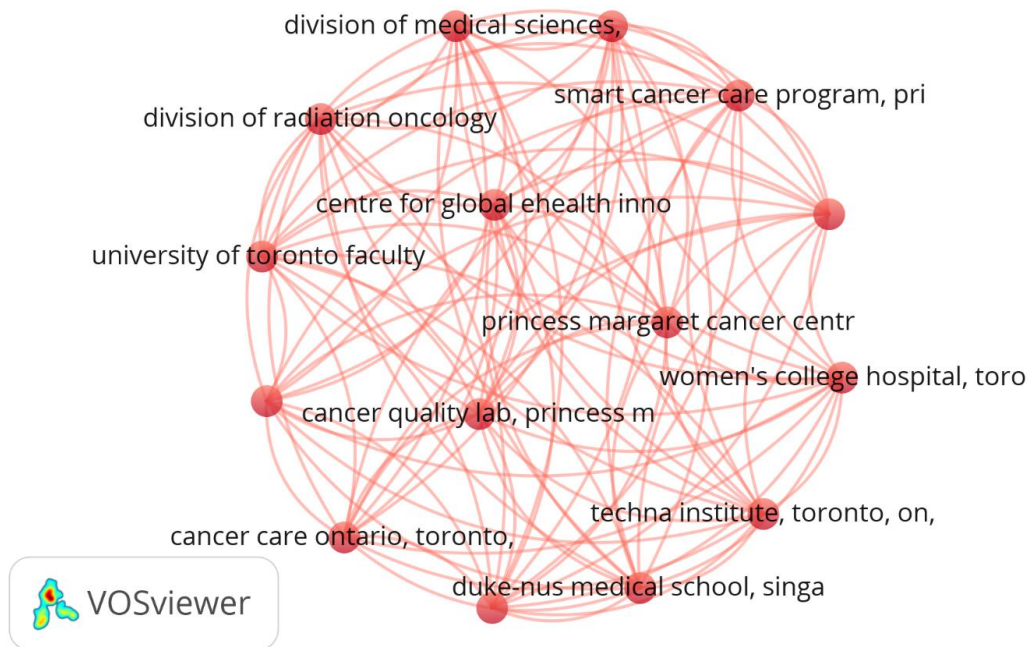 division of medical sciences,
smart cancer care program, pri
division of radiation oncology
centre for global ehealth inno
university of toronto faculty
princess margaret cancer centr
women's college hospital, toro
cancer quality lab, princess m
techna institute, toronto, on,
cancer care ontario, toronto,
duke-nus medical school, singa
VOSviewer